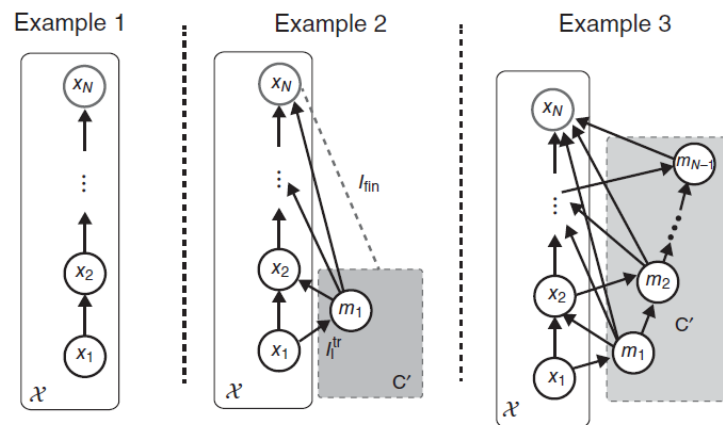 Example 1
Example 2
Example 3
x_N
⋮
x_2
x_1
𝒳
x_N
⋮
I_fin
x_2
m_1
x_1
I_1^tr
C′
𝒳
x_N
m_{N–1}
⋮
m_2
x_2
C′
m_1
x_1
𝒳